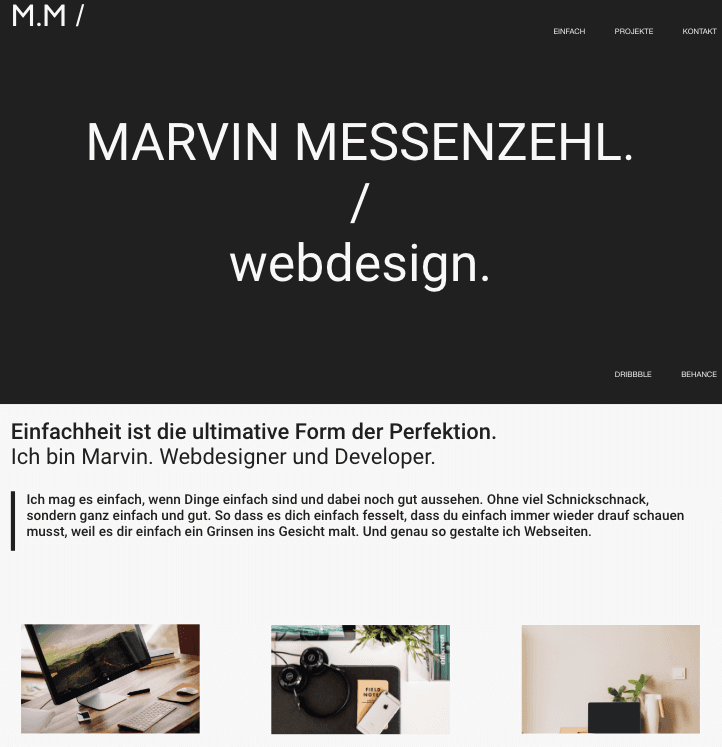 M.M /
EINFACH PROJEKTE KONTAKT
MARVIN MESSENZEHL.
/
webdesign.
DRIBBBLE BEHANCE
Einfachheit ist die ultimative Form der Perfektion.
Ich bin Marvin. Webdesigner und Developer.
Ich mag es einfach, wenn Dinge einfach sind und dabei noch gut aussehen. Ohne viel Schnickschnack,
sondern ganz einfach und gut. So dass es dich einfach fesselt, dass du einfach immer wieder drauf schauen
musst, weil es dir einfach ein Grinsen ins Gesicht malt. Und genau so gestalte ich Webseiten.
FIELD NOTES